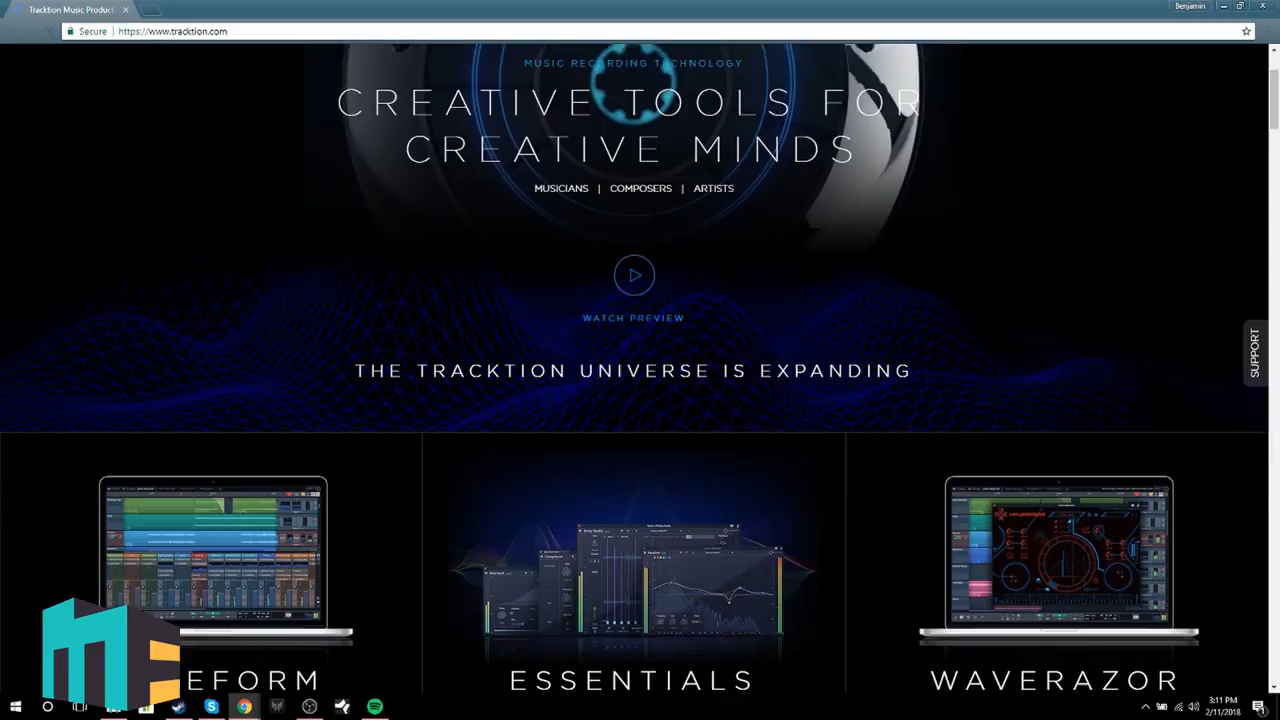 Tracktion Music Product
Benjamin
Secure
https://www.tracktion.com
MUSIC RECORDING TECHNOLOGY
CREATIVE TOOLS FOR
CREATIVE MINDS
MUSICIANS | COMPOSERS | ARTISTS
WATCH PREVIEW
SUPPORT
THE TRACKTION UNIVERSE IS EXPANDING
EFORM
ESSENTIALS
WAVERAZOR
3:11 PM
2/11/2018